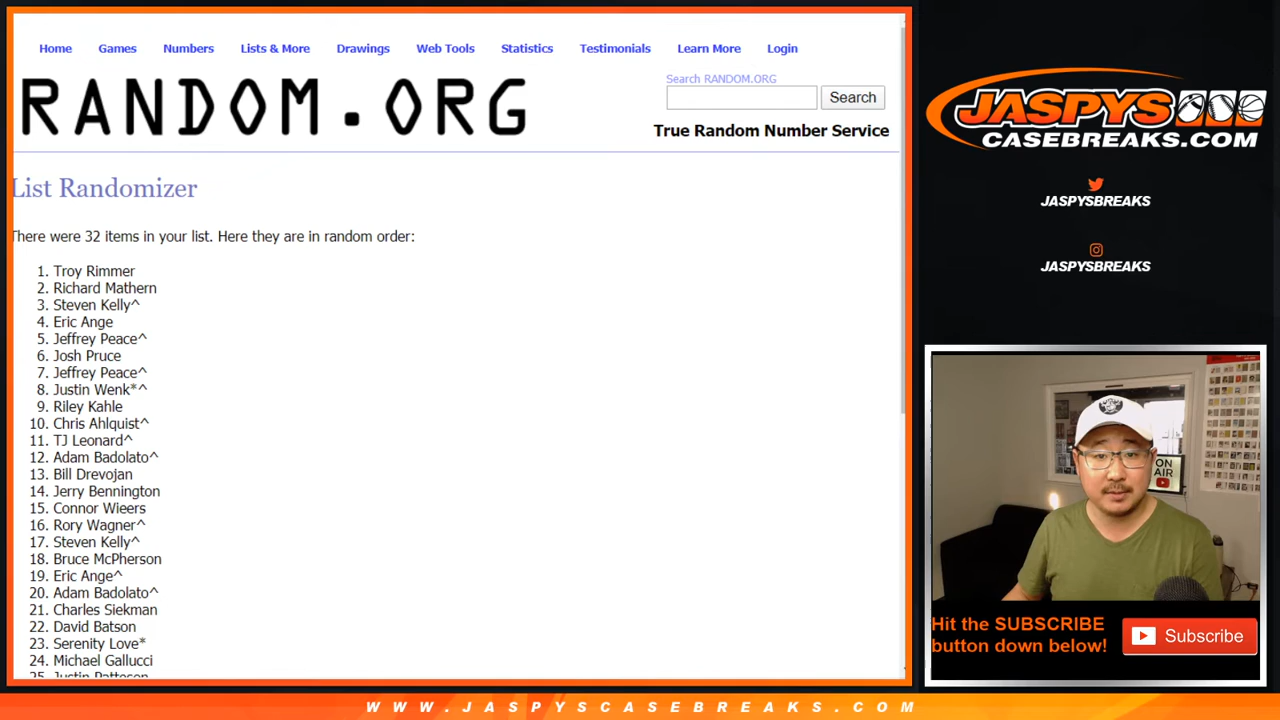 Home Games Numbers Lists & More Drawings Web Tools Statistics Testimonials Learn More Login
RANDOM.ORG
Search RANDOM.ORG
Search
True Random Number Service
List Randomizer
There were 32 items in your list. Here they are in random order:
1. Troy Rimmer
2. Richard Mathern
3. Steven Kelly^
4. Eric Ange
5. Jeffrey Peace^
6. Josh Pruce
7. Jeffrey Peace^
8. Justin Wenk*^
9. Riley Kahle
10. Chris Ahlquist^
11. TJ Leonard^
12. Adam Badolato^
13. Bill Drevojan
14. Jerry Bennington
15. Connor Wieers
16. Rory Wagner^
17. Steven Kelly^
18. Bruce McPherson
19. Eric Ange^
20. Adam Badolato^
21. Charles Siekman
22. David Batson
23. Serenity Love*
24. Michael Gallucci
25. Justin Patteson
JASPYS
CASEBREAKS.COM
JASPYSBREAKS
JASPYSBREAKS
ON
AIR
Hit the SUBSCRIBE
button down below!
Subscribe
WWW.JASPYSCASEBREAKS.COM